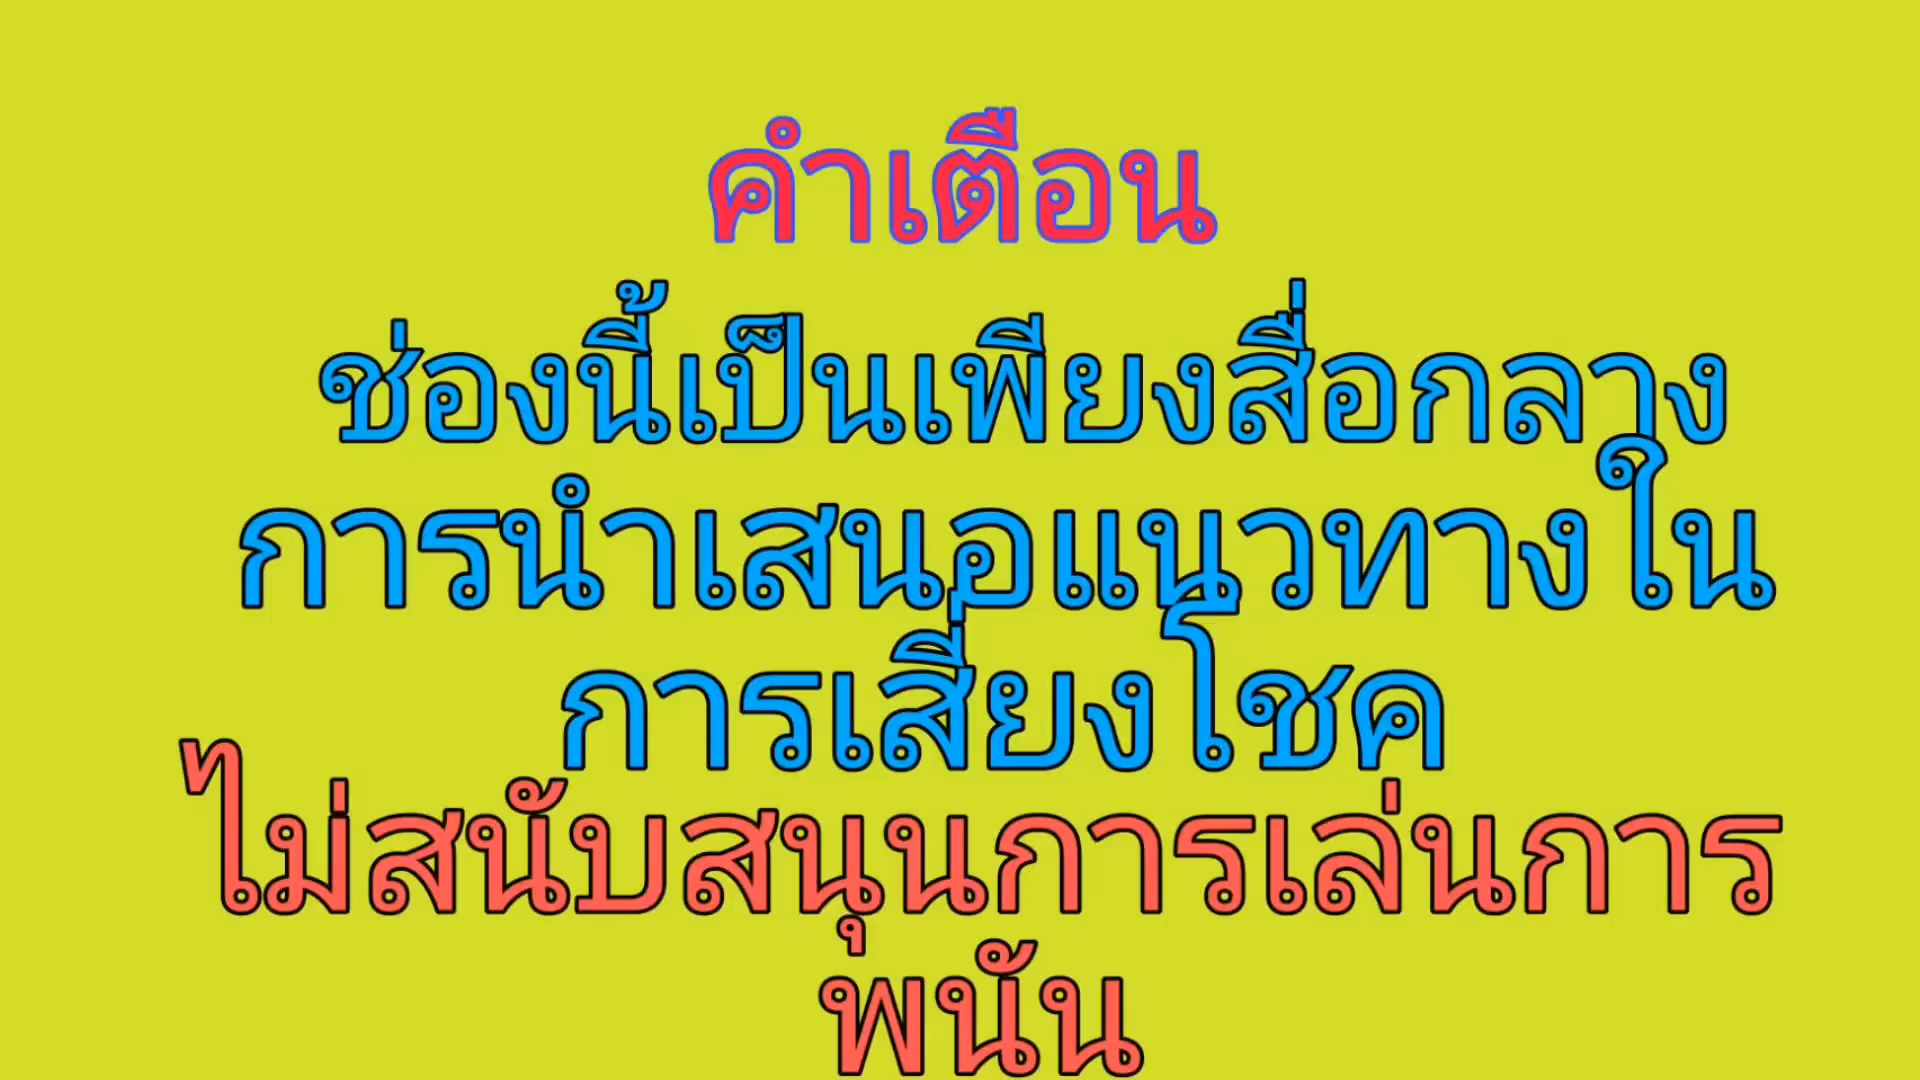 คำเตือน
ช่องนี้เป็นเพียงสื่อกลาง
การนำเสนอแนวทางใน
การเสี่ยงโชค
ไม่สนับสนุนการเล่นการ
พนัน